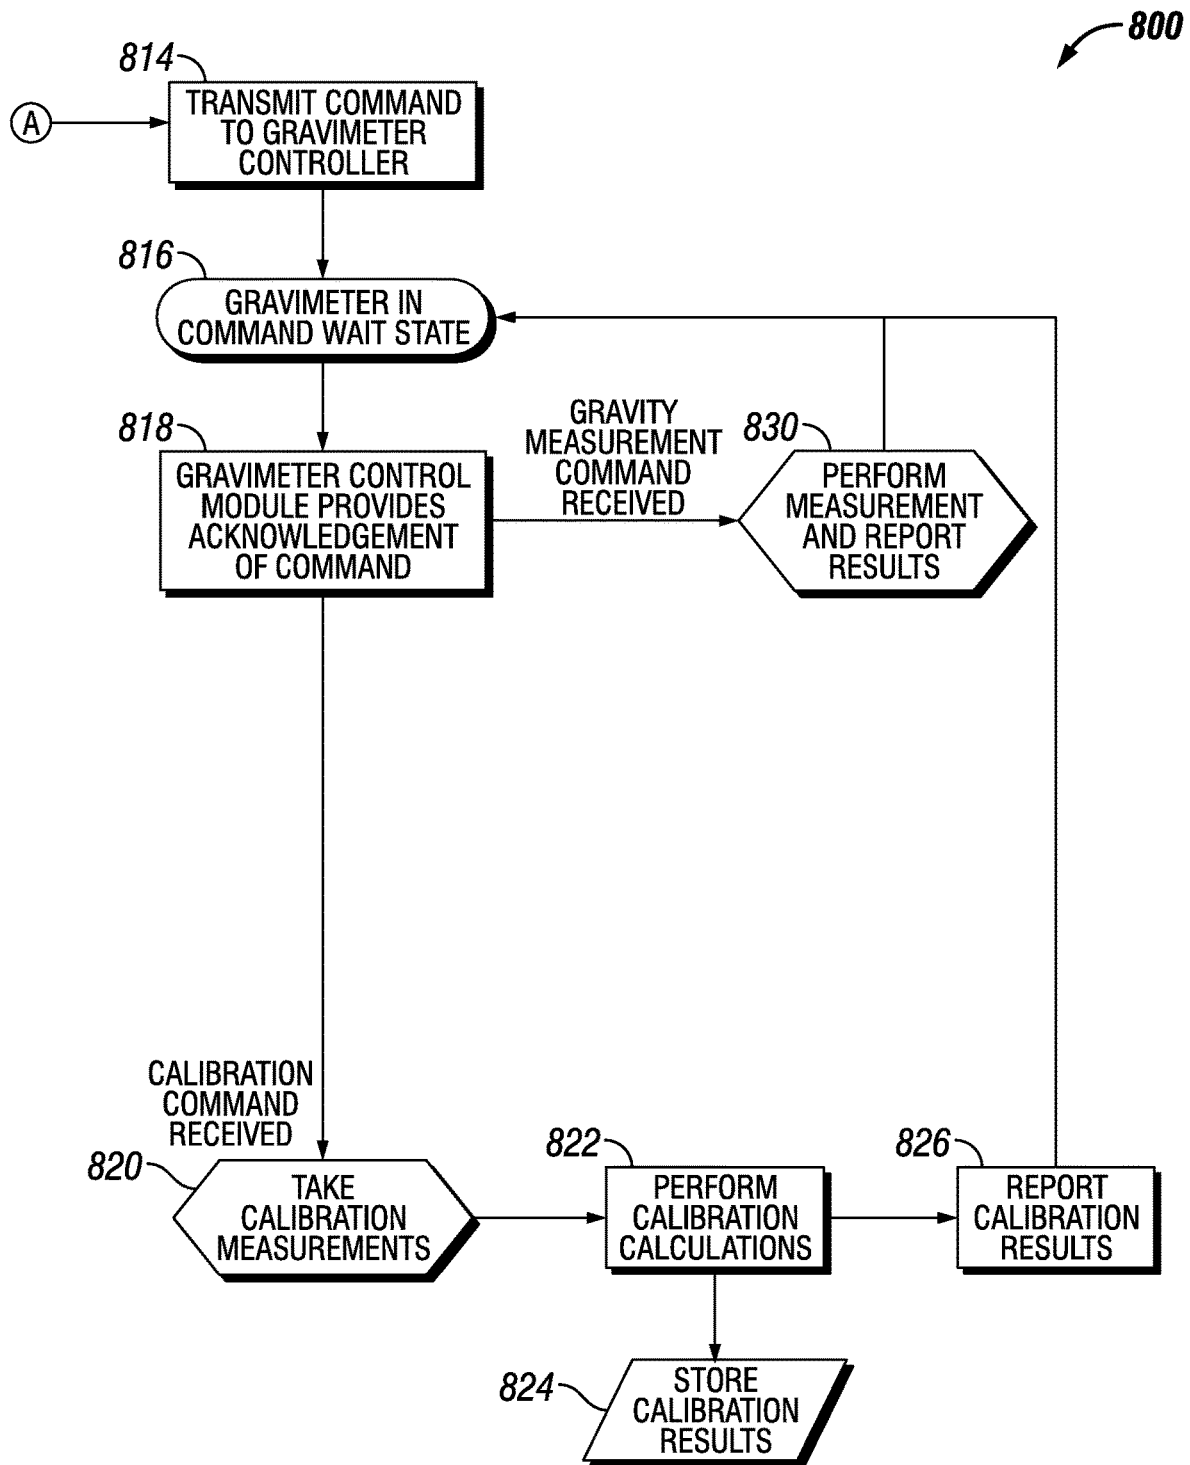 800
814
TRANSMIT COMMAND
TO GRAVIMETER
CONTROLLER
A
816
GRAVIMETER IN
COMMAND WAIT STATE
818
GRAVIMETER CONTROL
MODULE PROVIDES
ACKNOWLEDGEMENT
OF COMMAND
GRAVITY
MEASUREMENT
COMMAND
RECEIVED
830
PERFORM
MEASUREMENT
AND REPORT
RESULTS
CALIBRATION
COMMAND
RECEIVED
820
TAKE
CALIBRATION
MEASUREMENTS
822
PERFORM
CALIBRATION
CALCULATIONS
826
REPORT
CALIBRATION
RESULTS
824
STORE
CALIBRATION
RESULTS